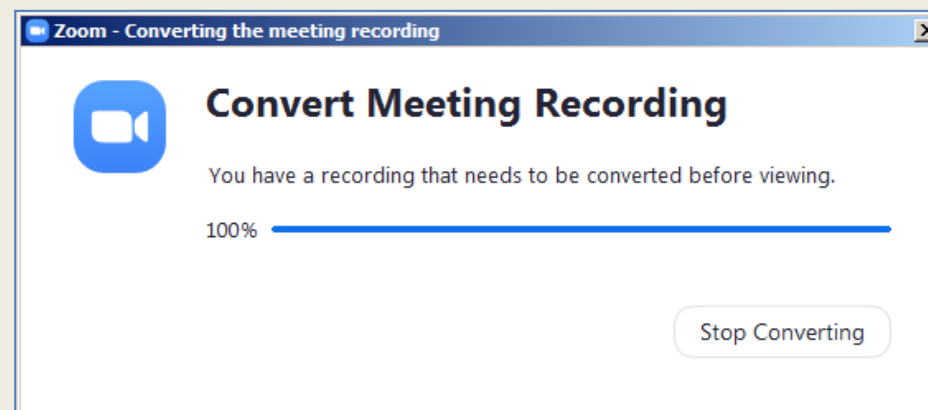 Zoom - Converting the meeting recording
Convert Meeting Recording
You have a recording that needs to be converted before viewing.
100%
Stop Converting